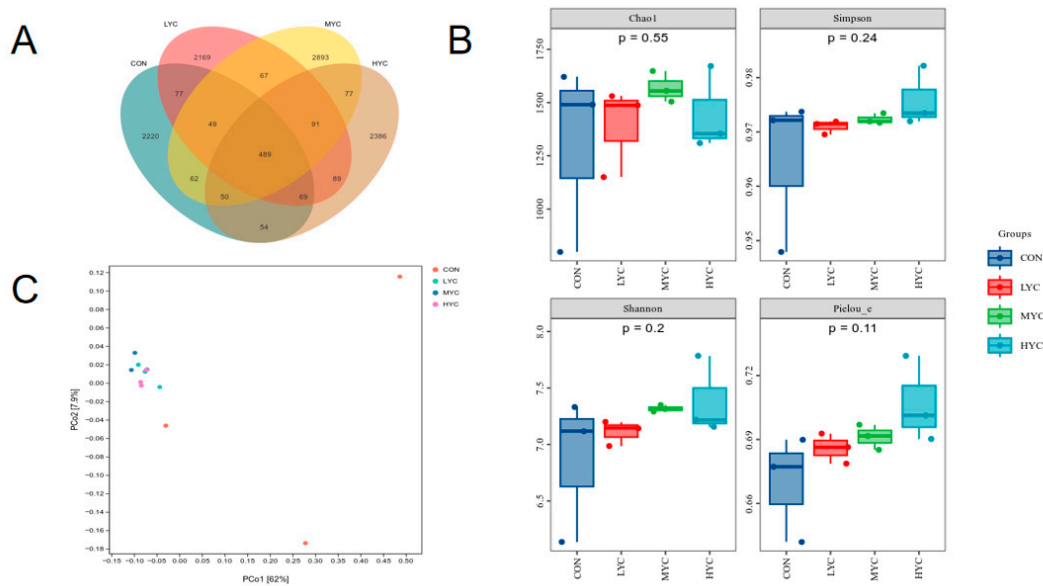 A
LYC
MYC
CON
HYC
2169
67
2893
77
77
2220
49
91
2386
489
62
89
50
69
54
B
Chao1
p = 0.55
1750
1500
1250
1000
CON
LYC
MYC
HYC
Simpson
p = 0.24
0.98
0.97
0.96
0.95
CON
LYC
MYC
HYC
Shannon
p = 0.2
8.0
7.5
7.0
6.5
CON
LYC
MYC
HYC
Pielou_e
p = 0.11
0.72
0.69
0.66
CON
LYC
MYC
HYC
Groups
CON
LYC
MYC
HYC
C
PCo2 [7.9%]
0.12
0.10
0.08
0.06
0.04
0.02
0.00
−0.02
−0.04
−0.06
−0.08
−0.10
−0.12
−0.14
−0.16
−0.18
−0.15 −0.10 −0.05 0.00 0.05 0.10 0.15 0.20 0.25 0.30 0.35 0.40 0.45 0.50
PCo1 [62%]
CON
LYC
MYC
HYC